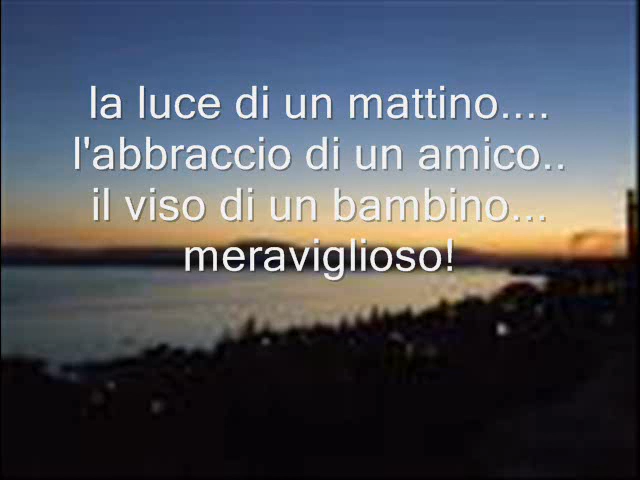 la luce di un mattino....
l'abbraccio di un amico..
il viso di un bambino...
meraviglioso!